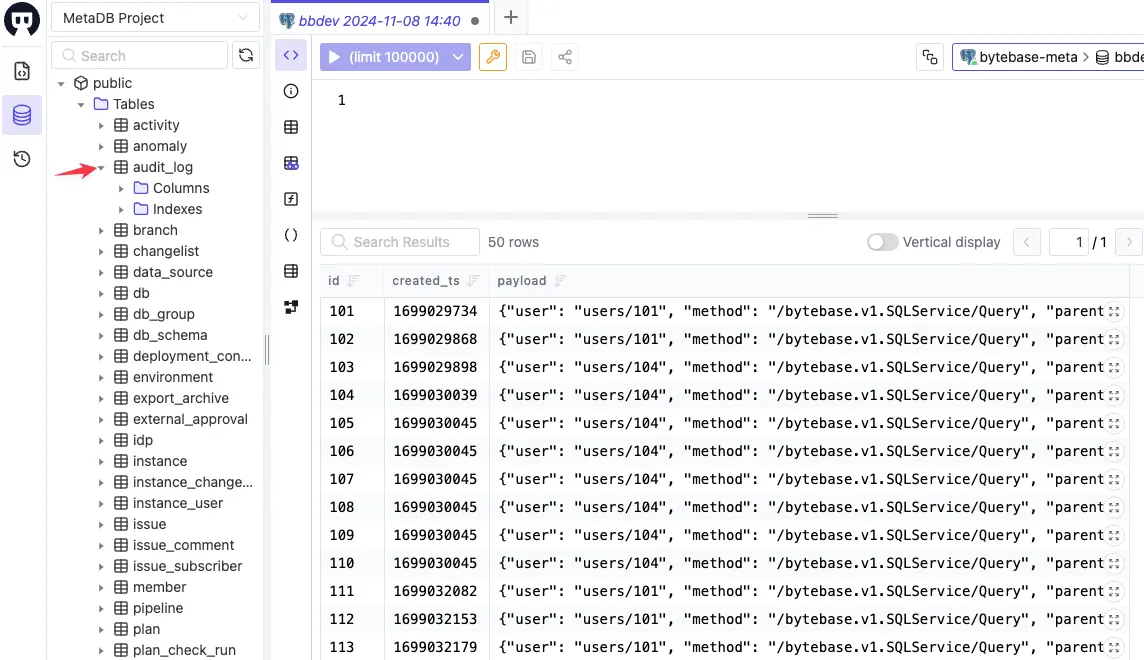 MetaDB Project
Search
public
Tables
activity
anomaly
audit_log
Columns
Indexes
branch
changelist
data_source
db
db_group
db_schema
deployment_con...
environment
export_archive
external_approval
idp
instance
instance_change...
instance_user
issue
issue_comment
issue_subscriber
member
pipeline
plan
plan_check_run
bbdev 2024-11-08 14:40
(limit 100000)
bytebase-meta > bbde
1
Search Results 50 rows Vertical display 1 / 1
id created_ts payload
101 1699029734 {"user": "users/101", "method": "/bytebase.v1.SQLService/Query", "parent
102 1699029868 {"user": "users/101", "method": "/bytebase.v1.SQLService/Query", "parent
103 1699029898 {"user": "users/104", "method": "/bytebase.v1.SQLService/Query", "parent
104 1699030039 {"user": "users/104", "method": "/bytebase.v1.SQLService/Query", "parent
105 1699030045 {"user": "users/104", "method": "/bytebase.v1.SQLService/Query", "parent
106 1699030045 {"user": "users/104", "method": "/bytebase.v1.SQLService/Query", "parent
107 1699030045 {"user": "users/104", "method": "/bytebase.v1.SQLService/Query", "parent
108 1699030045 {"user": "users/104", "method": "/bytebase.v1.SQLService/Query", "parent
109 1699030045 {"user": "users/104", "method": "/bytebase.v1.SQLService/Query", "parent
110 1699030045 {"user": "users/104", "method": "/bytebase.v1.SQLService/Query", "parent
111 1699032082 {"user": "users/101", "method": "/bytebase.v1.SQLService/Query", "parent
112 1699032153 {"user": "users/101", "method": "/bytebase.v1.SQLService/Query", "parent
113 1699032179 {"user": "users/101", "method": "/bytebase.v1.SQLService/Query", "parent